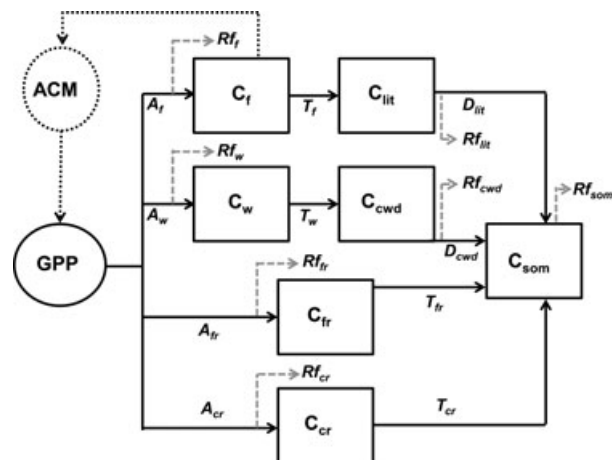 Rf_f
ACM
A_f
C_f
T_f
C_lit
D_lit
Rf_lit
Rf_w
A_w
C_w
T_w
C_cwd
Rf_cwd
D_cwd
Rf_som
C_som
GPP
Rf_fr
A_fr
C_fr
T_fr
Rf_cr
A_cr
C_cr
T_cr